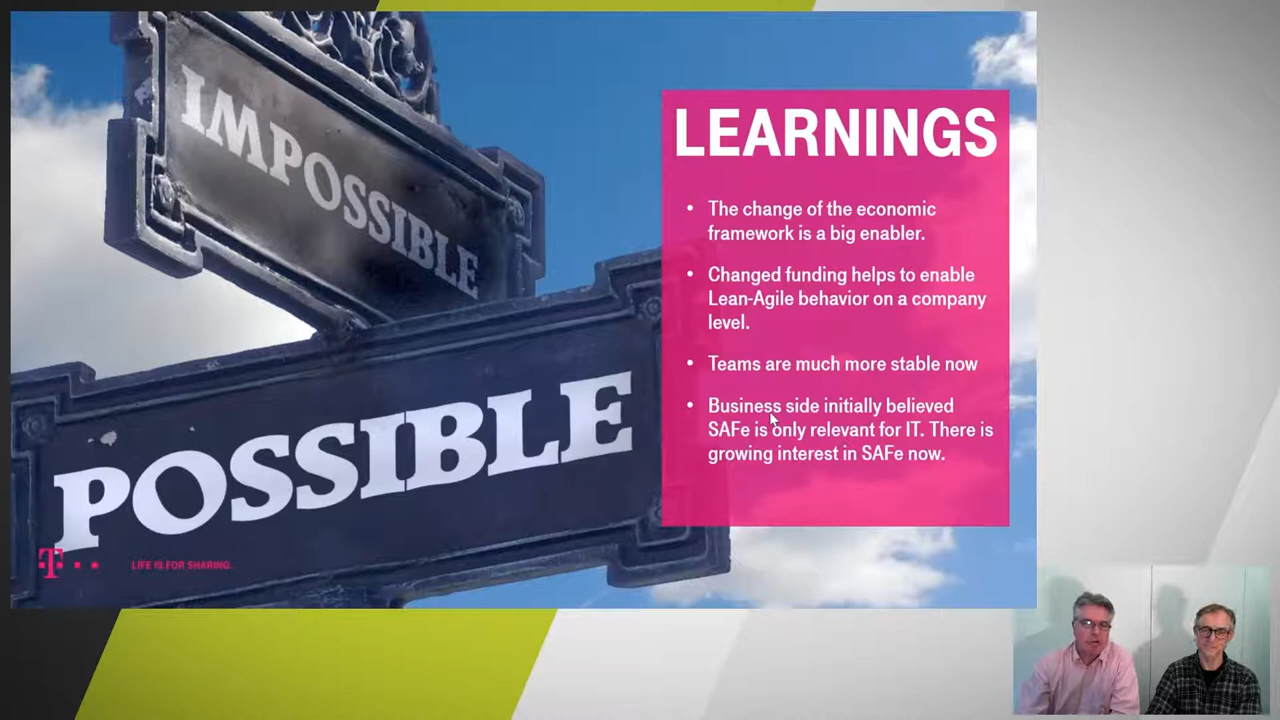 IMPOSSIBLE
POSSIBLE
T
LIFE IS FOR SHARING.
LEARNINGS
• The change of the economic
framework is a big enabler.
• Changed funding helps to enable
Lean-Agile behavior on a company
level.
• Teams are much more stable now
• Business side initially believed
SAFe is only relevant for IT. There is
growing interest in SAFe now.